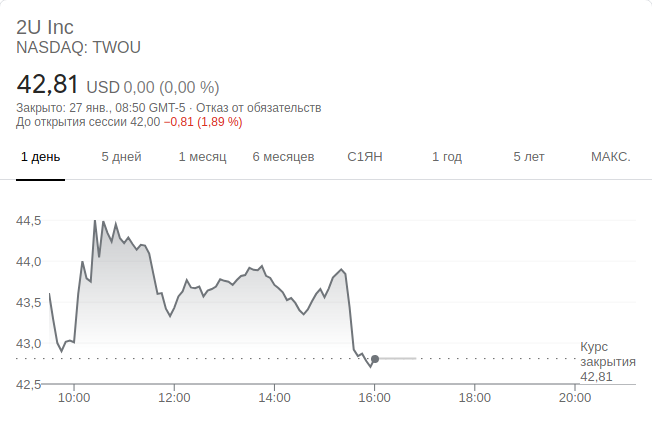 2U Inc
NASDAQ: TWOU
42,81 USD 0,00 (0,00 %)
Закрыто: 27 янв., 08:50 GMT-5 · Отказ от обязательств
До открытия сессии 42,00 −0,81 (1,89 %)
1 день 5 дней 1 месяц 6 месяцев С1ЯН 1 год 5 лет МАКС.
44,5
44,0
43,5
43,0
Курс
закрытия
42,81
42,5
10:00 12:00 14:00 16:00 18:00 20:00